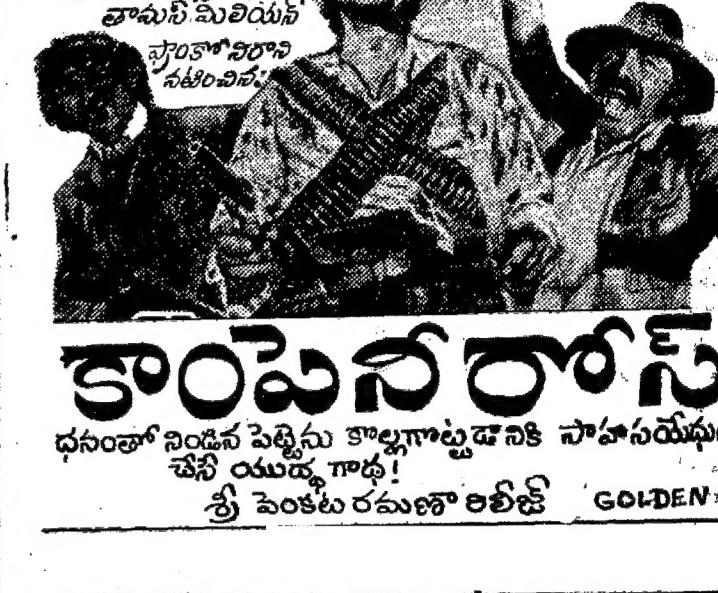 తామస్ మిలియన్
ఫ్రాంకో నిరాని
నటించిన
కాంపెనీరోస్
ధనంతో నిండిన పెట్టెను కొల్లగొట్టడానికి సాహసయోధు
చేసే యుద్ధ గాథ!
శ్రీ వెంకట రమణా రిలీజ్ GOLDEN